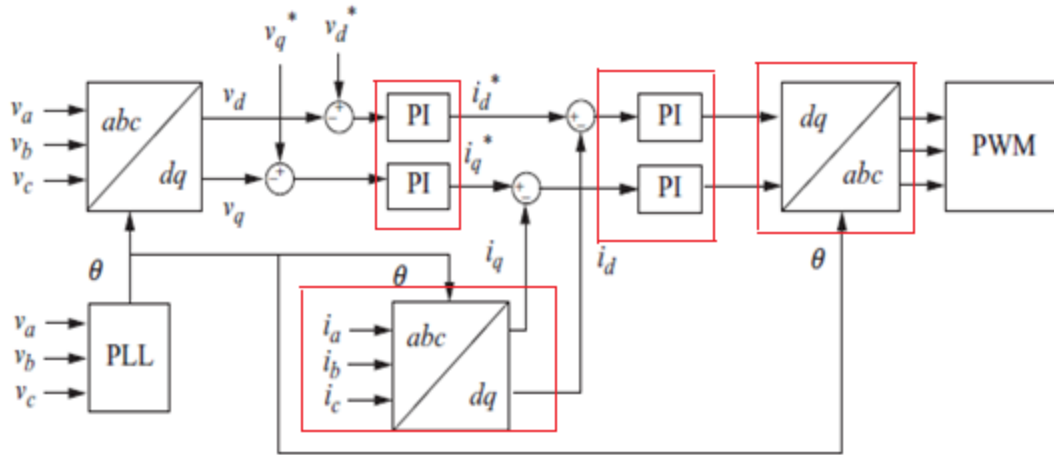 v_q^*
v_d^*
v_a
v_b
v_c
abc
dq
v_d
v_q
PI
PI
i_d^*
i_q^*
PI
PI
dq
abc
PWM
θ
i_q
i_d
θ
θ
v_a
v_b
v_c
PLL
i_a
i_b
i_c
abc
dq